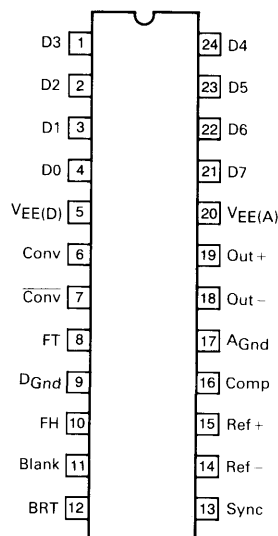 D3 1 24 D4
D2 2 23 D5
D1 3 22 D6
D0 4 21 D7
VEE(D) 5 20 VEE(A)
Conv 6 19 Out +
C̅o̅n̅v̅ 7 18 Out −
FT 8 17 AGnd
DGnd 9 16 Comp
FH 10 15 Ref +
Blank 11 14 Ref −
BRT 12 13 Sync